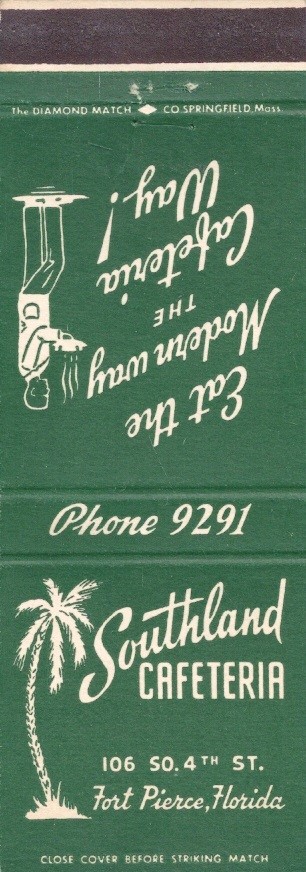 The DIAMOND MATCH CO SPRINGFIELD, Mass.
Eat the
Modern way
THE
Cafeteria
Way!
Phone 9291
Southland
CAFETERIA
106 SO. 4TH ST.
Fort Pierce, Florida
CLOSE COVER BEFORE STRIKING MATCH